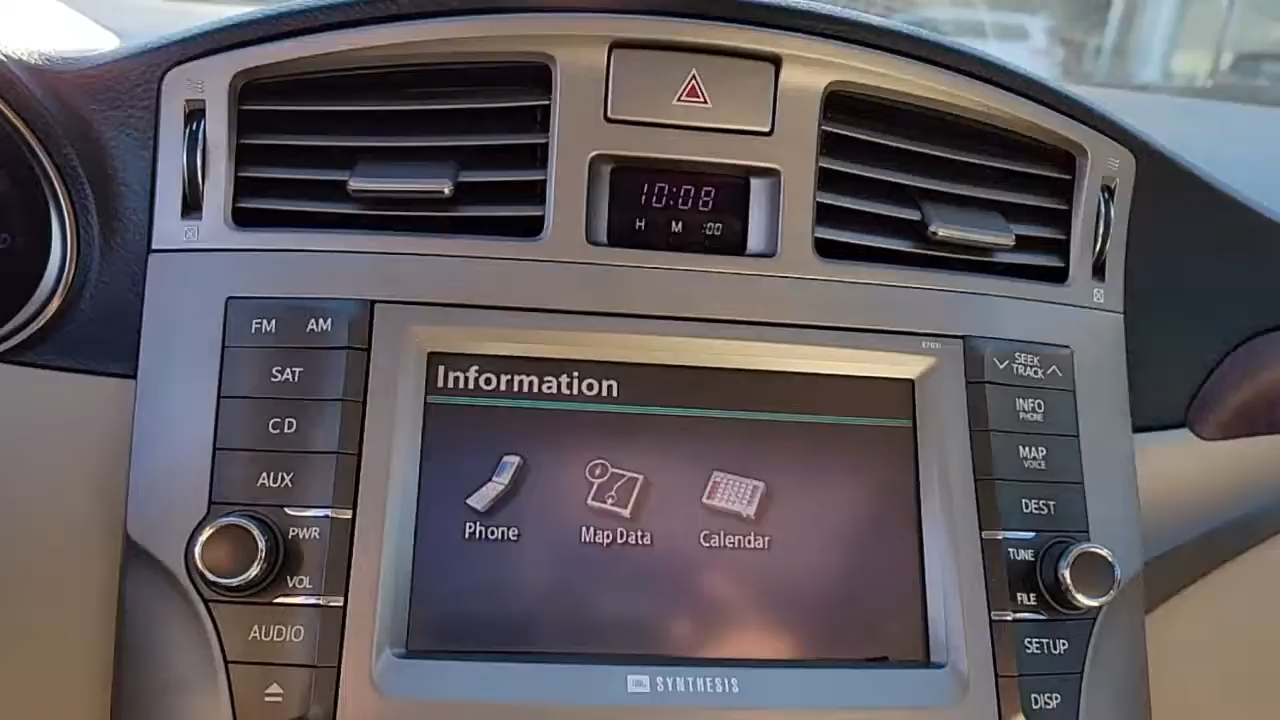 10:08
H M :00
FM AM
SAT
CD
AUX
PWR
VOL
AUDIO
Information
Phone
Map Data
Calendar
JBL SYNTHESIS
SEEK
TRACK
INFO
PHONE
MAP
VOICE
DEST
TUNE
FILE
SETUP
DISP